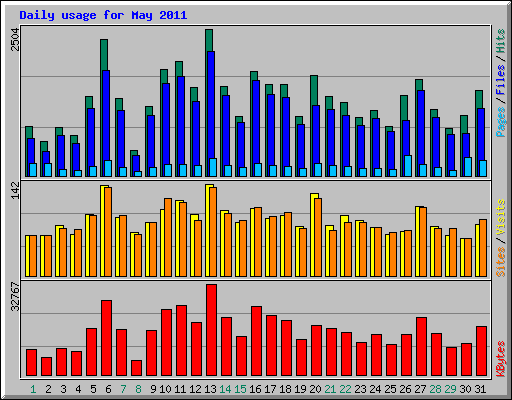 Daily usage for May 2011
2504
Pages / Files / Hits
142
Sites / Visits
32767
KBytes
1 2 3 4 5 6 7 8 9 10 11 12 13 14 15 16 17 18 19 20 21 22 23 24 25 26 27 28 29 30 31